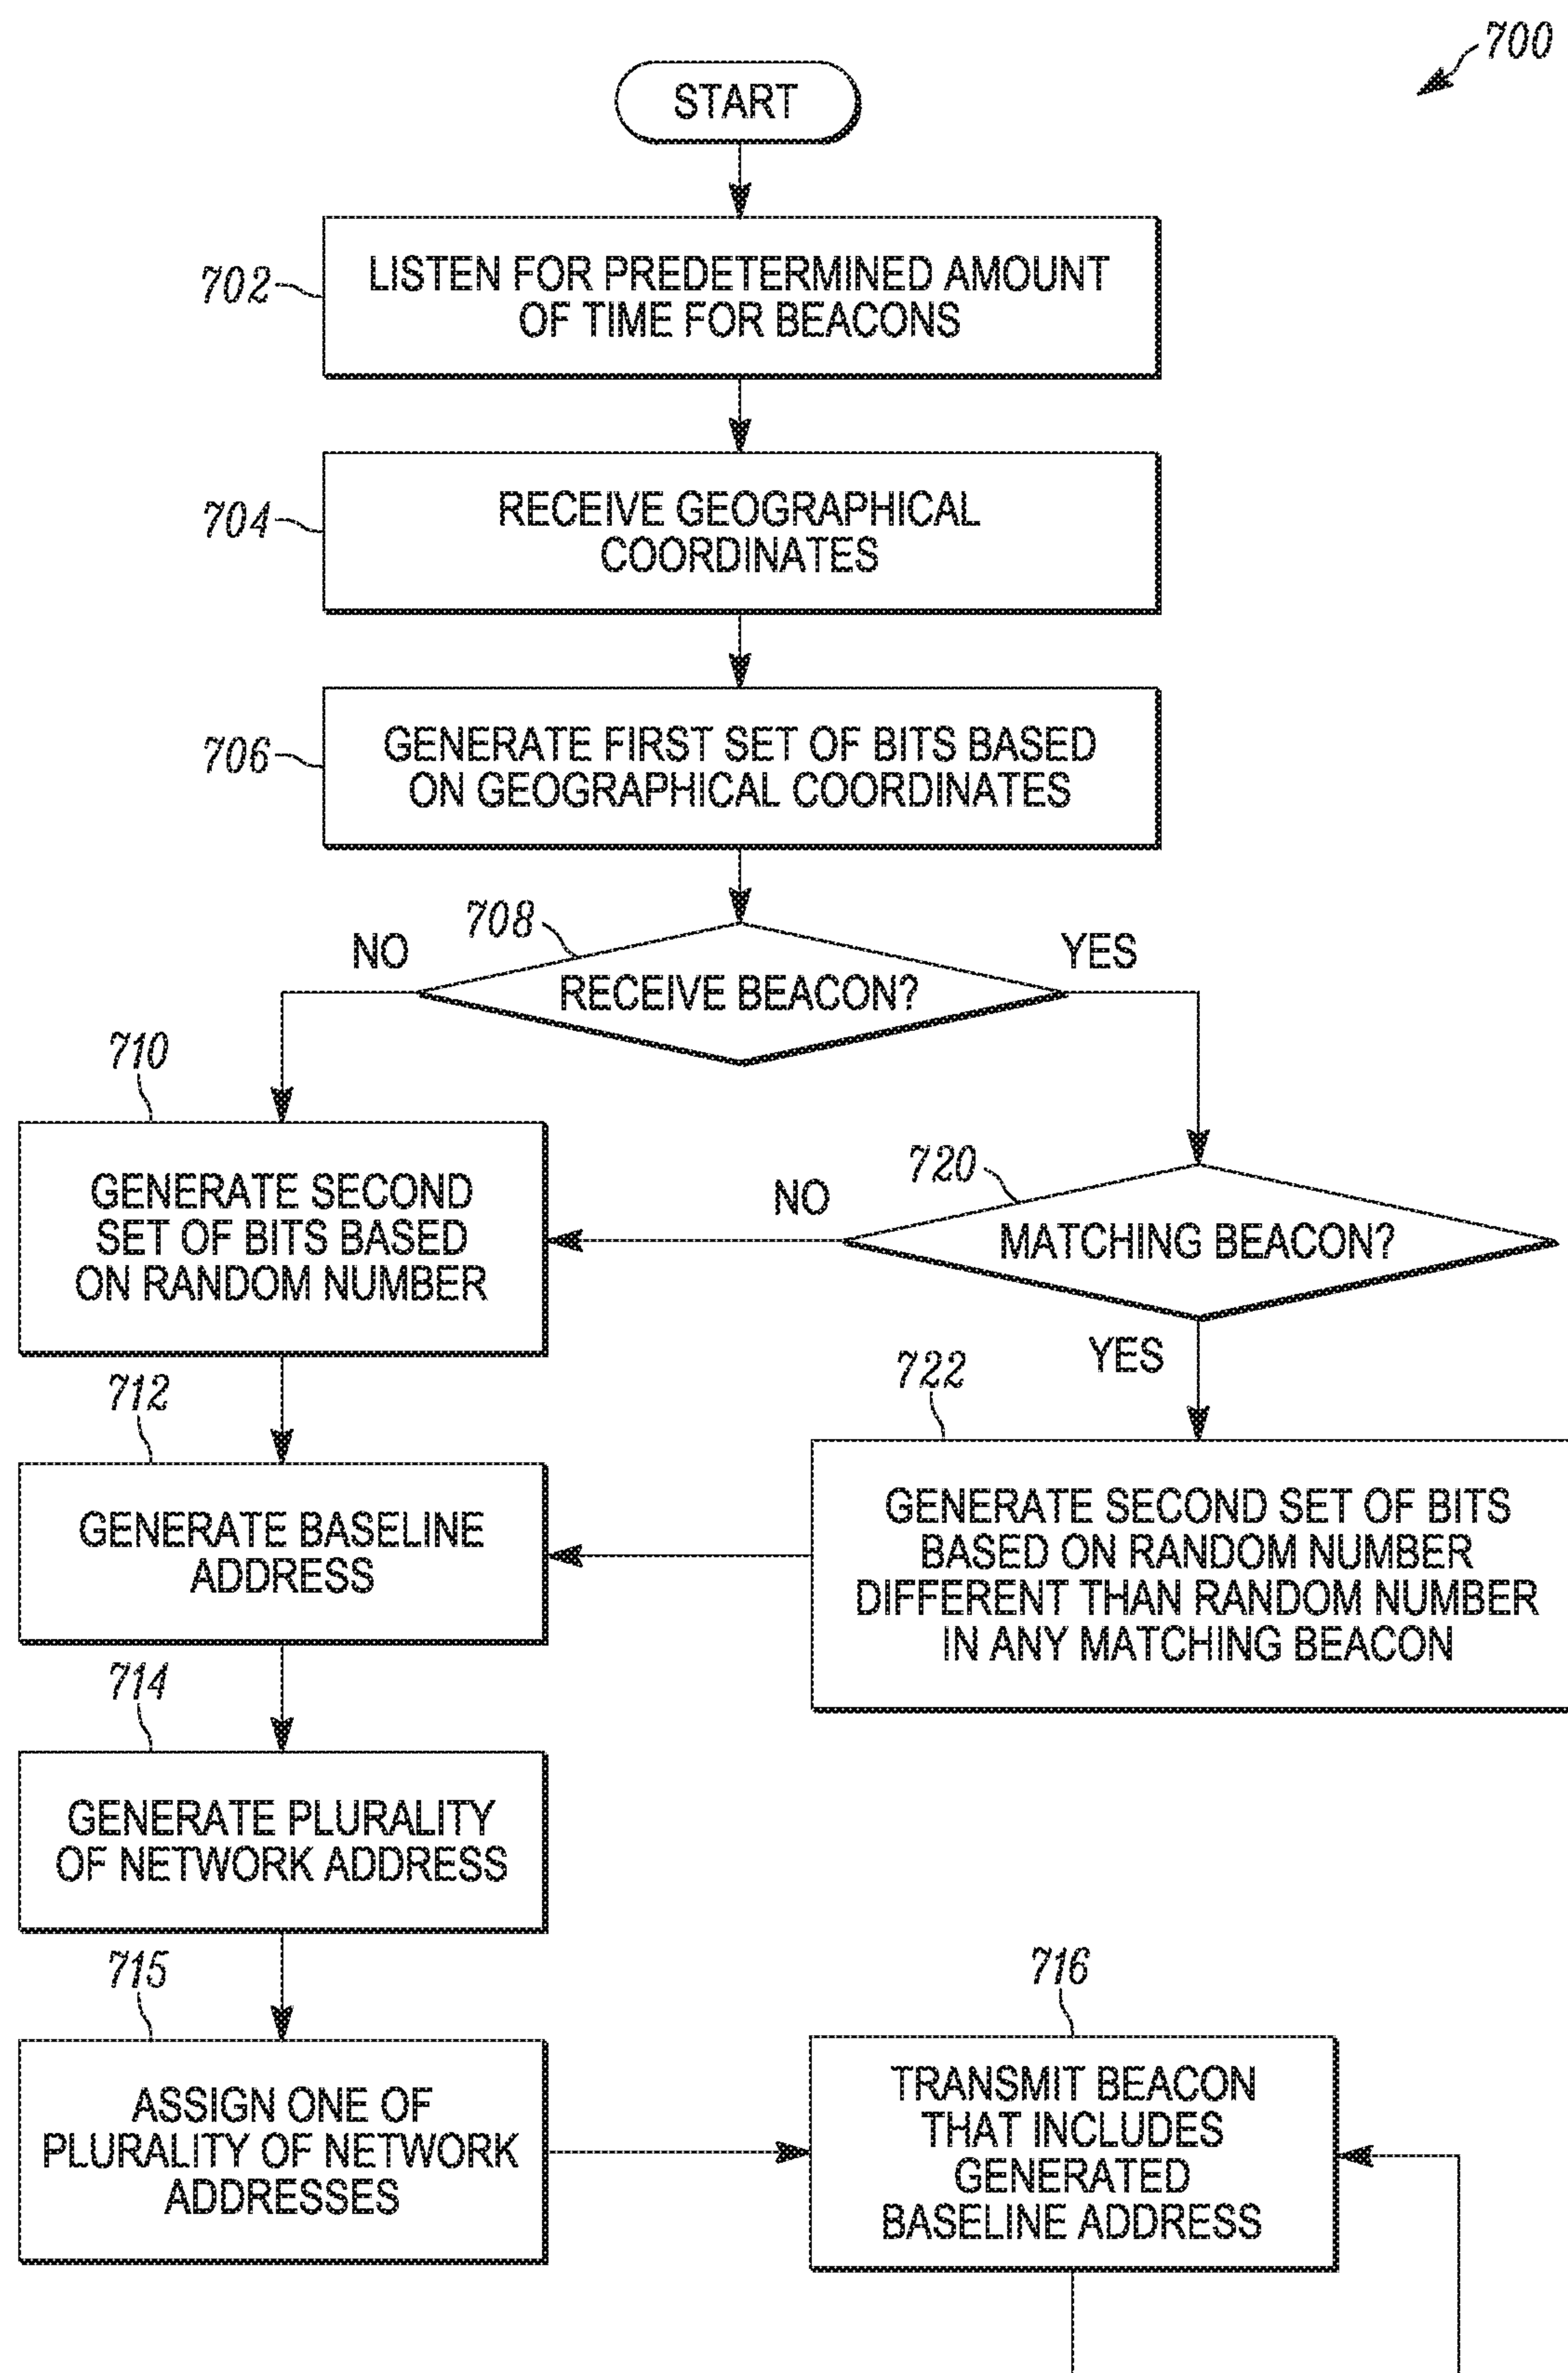 700
START
702
LISTEN FOR PREDETERMINED AMOUNT
OF TIME FOR BEACONS
704
RECEIVE GEOGRAPHICAL
COORDINATES
706
GENERATE FIRST SET OF BITS BASED
ON GEOGRAPHICAL COORDINATES
708
NO
YES
RECEIVE BEACON?
710
GENERATE SECOND
SET OF BITS BASED
ON RANDOM NUMBER
720
NO
MATCHING BEACON?
YES
722
GENERATE SECOND SET OF BITS
BASED ON RANDOM NUMBER
DIFFERENT THAN RANDOM NUMBER
IN ANY MATCHING BEACON
712
GENERATE BASELINE
ADDRESS
714
GENERATE PLURALITY
OF NETWORK ADDRESS
715
ASSIGN ONE OF
PLURALITY OF NETWORK
ADDRESSES
716
TRANSMIT BEACON
THAT INCLUDES
GENERATED
BASELINE ADDRESS